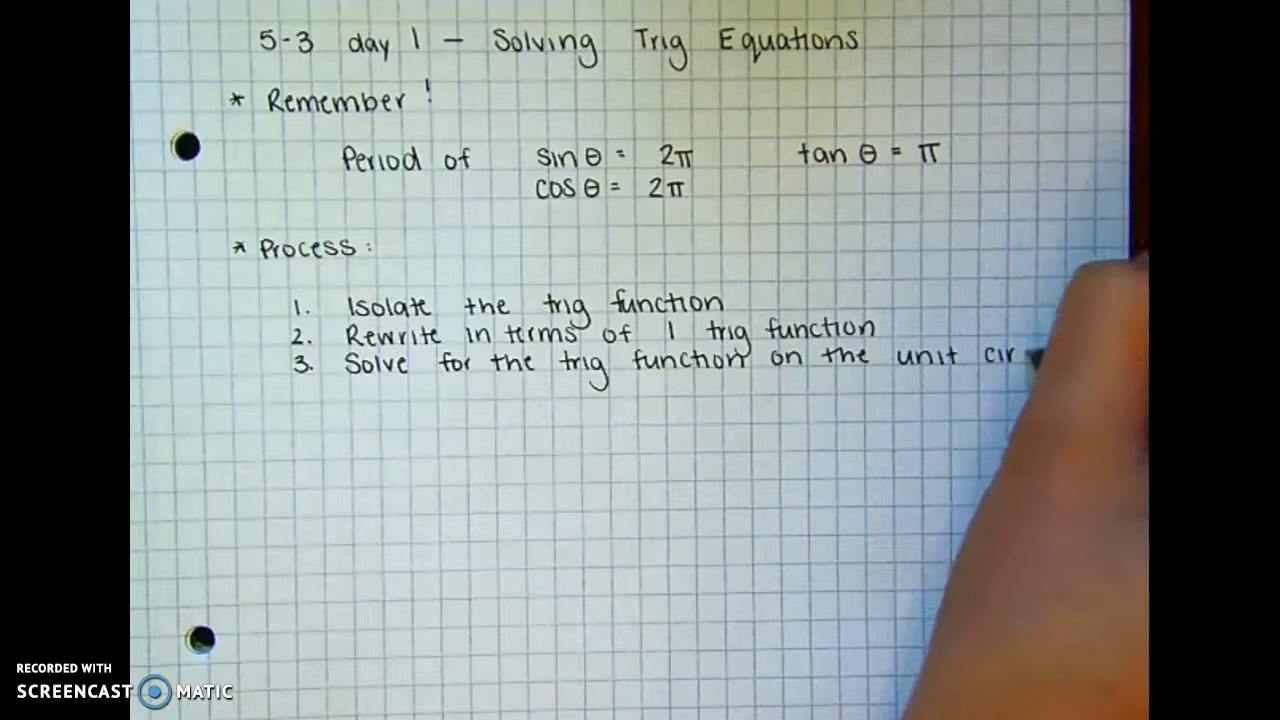 5-3 day 1 - Solving Trig Equations
* Remember!
Period of sin θ = 2π tan θ = π
cos θ = 2π
* Process:
1. Isolate the trig function
2. Rewrite in terms of 1 trig function
3. Solve for the trig function on the unit cir
RECORDED WITH
SCREENCAST MATIC